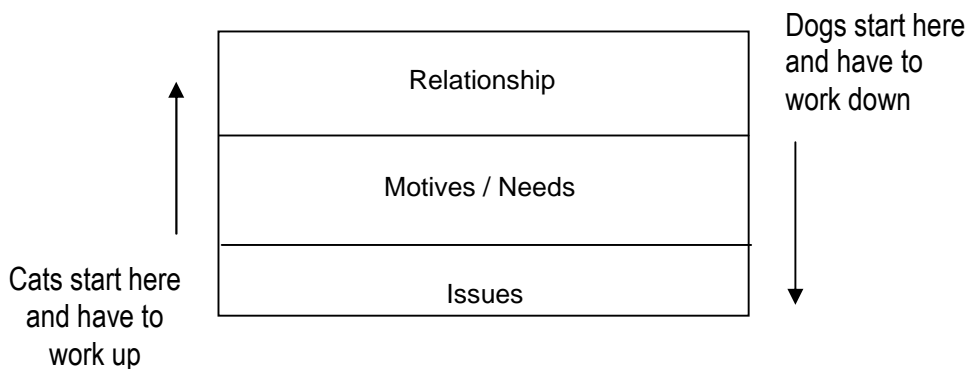 Dogs start here
and have to
work down
Relationship
Motives / Needs
Issues
Cats start here
and have to
work up